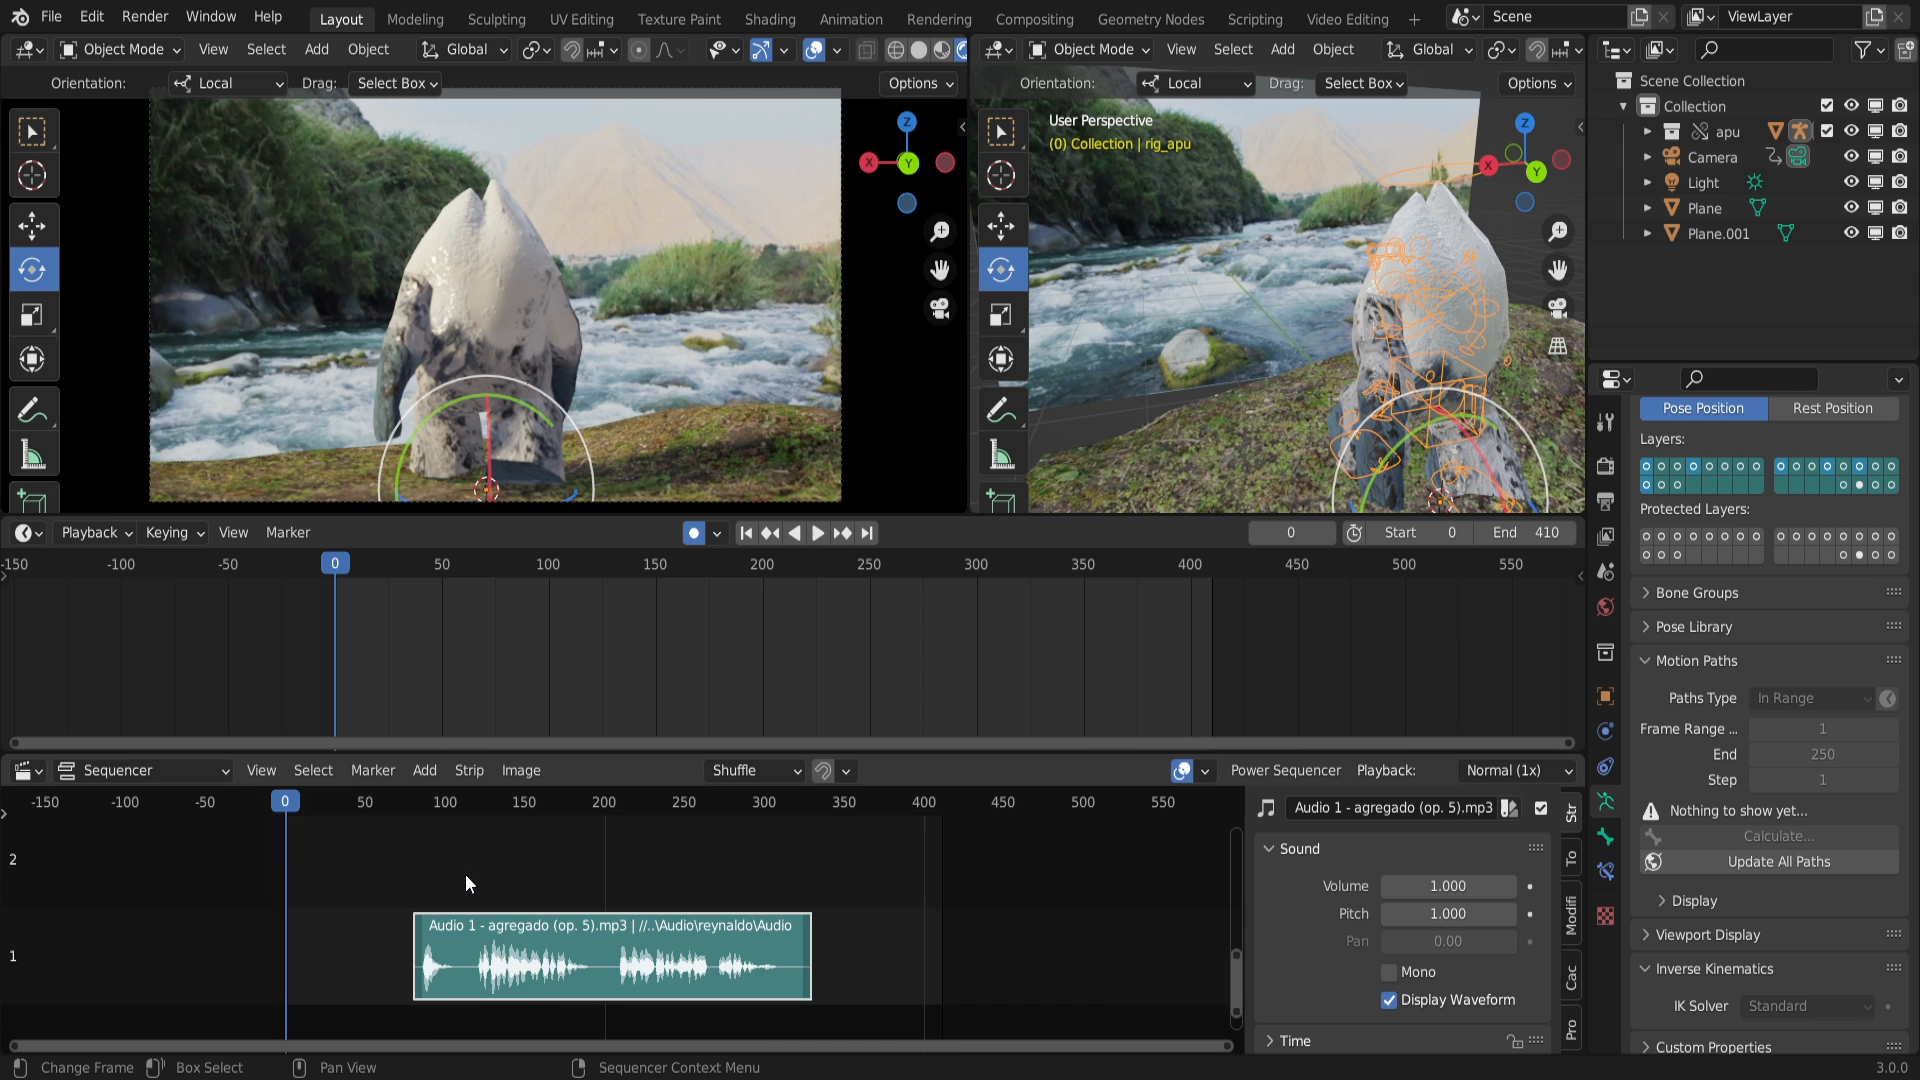 File Edit Render Window Help Layout Modeling Sculpting UV Editing Texture Paint Shading Animation Rendering Compositing Geometry Nodes Scripting Video Editing + Scene ViewLayer
Object Mode View Select Add Object Global
Object Mode View Select Add Object Global
Orientation: Local Drag: Select Box Options
Orientation: Local Drag: Select Box Options
User Perspective
(0) Collection | rig_apu
Z
X
Y
Z
X
Y
Scene Collection
Collection
apu
Camera
Light
Plane
Plane.001
Pose Position Rest Position
Layers:
Protected Layers:
Bone Groups
Pose Library
Motion Paths
Paths Type In Range
Frame Range ... 1
End 250
Step 1
Nothing to show yet...
Calculate...
Update All Paths
Display
Viewport Display
Inverse Kinematics
IK Solver Standard
Custom Properties
Playback Keying View Marker 0 Start 0 End 410
-150 -100 -50 0 50 100 150 200 250 300 350 400 450 500 550
Sequencer View Select Marker Add Strip Image Shuffle Power Sequencer Playback: Normal (1x)
-150 -100 -50 0 50 100 150 200 250 300 350 400 450 500 550
2
1
Audio 1 - agregado (op. 5).mp3 | //..\Audio\reynaldo\Audio
Audio 1 - agregado (op. 5).mp3
Sound
Volume 1.000
Pitch 1.000
Pan 0.00
Mono
Display Waveform
Time
Str
To
Modifi
Cac
Pro
Change Frame Box Select Pan View Sequencer Context Menu 3.0.0